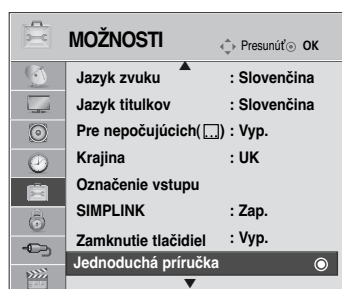 MOŽNOSTI Presunúť OK
Jazyk zvuku : Slovenčina
Jazyk titulkov : Slovenčina
Pre nepočujúcich( ) : Vyp.
Krajina : UK
Označenie vstupu
SIMPLINK : Zap.
Zamknutie tlačidiel : Vyp.
Jednoduchá príručka